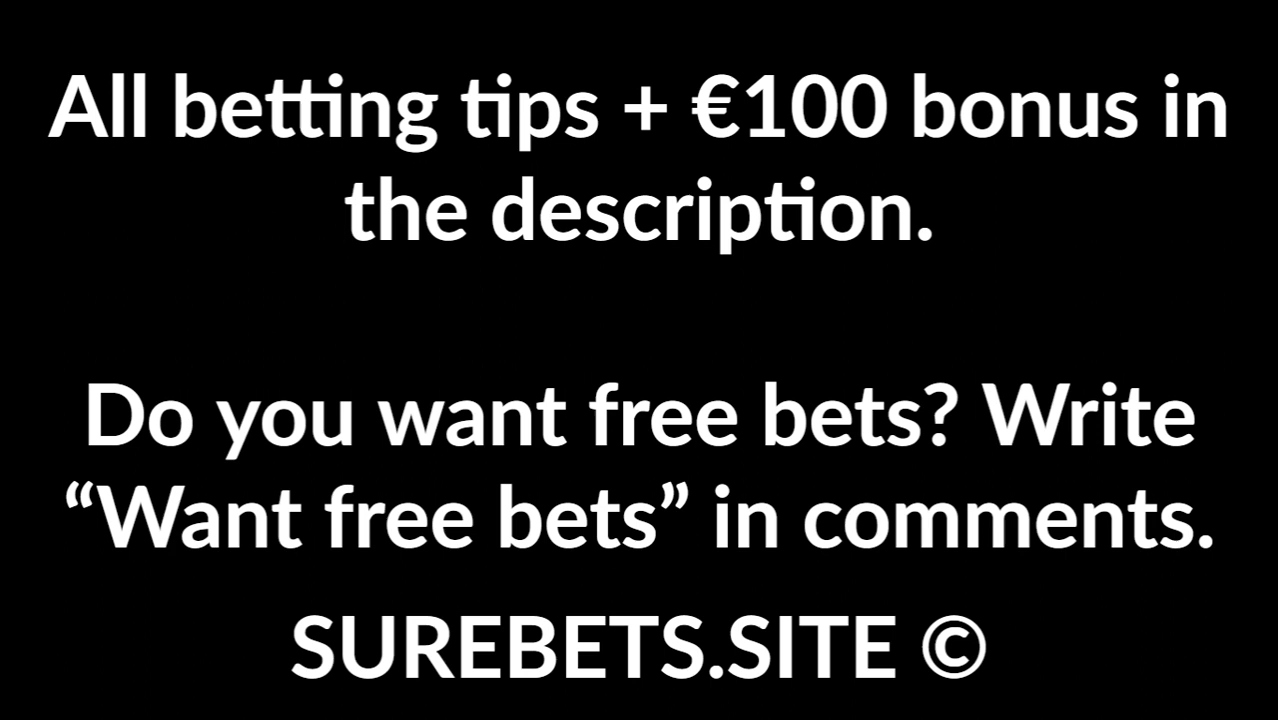 All betting tips + €100 bonus in
the description.
Do you want free bets? Write
“Want free bets” in comments.
SUREBETS.SITE ©